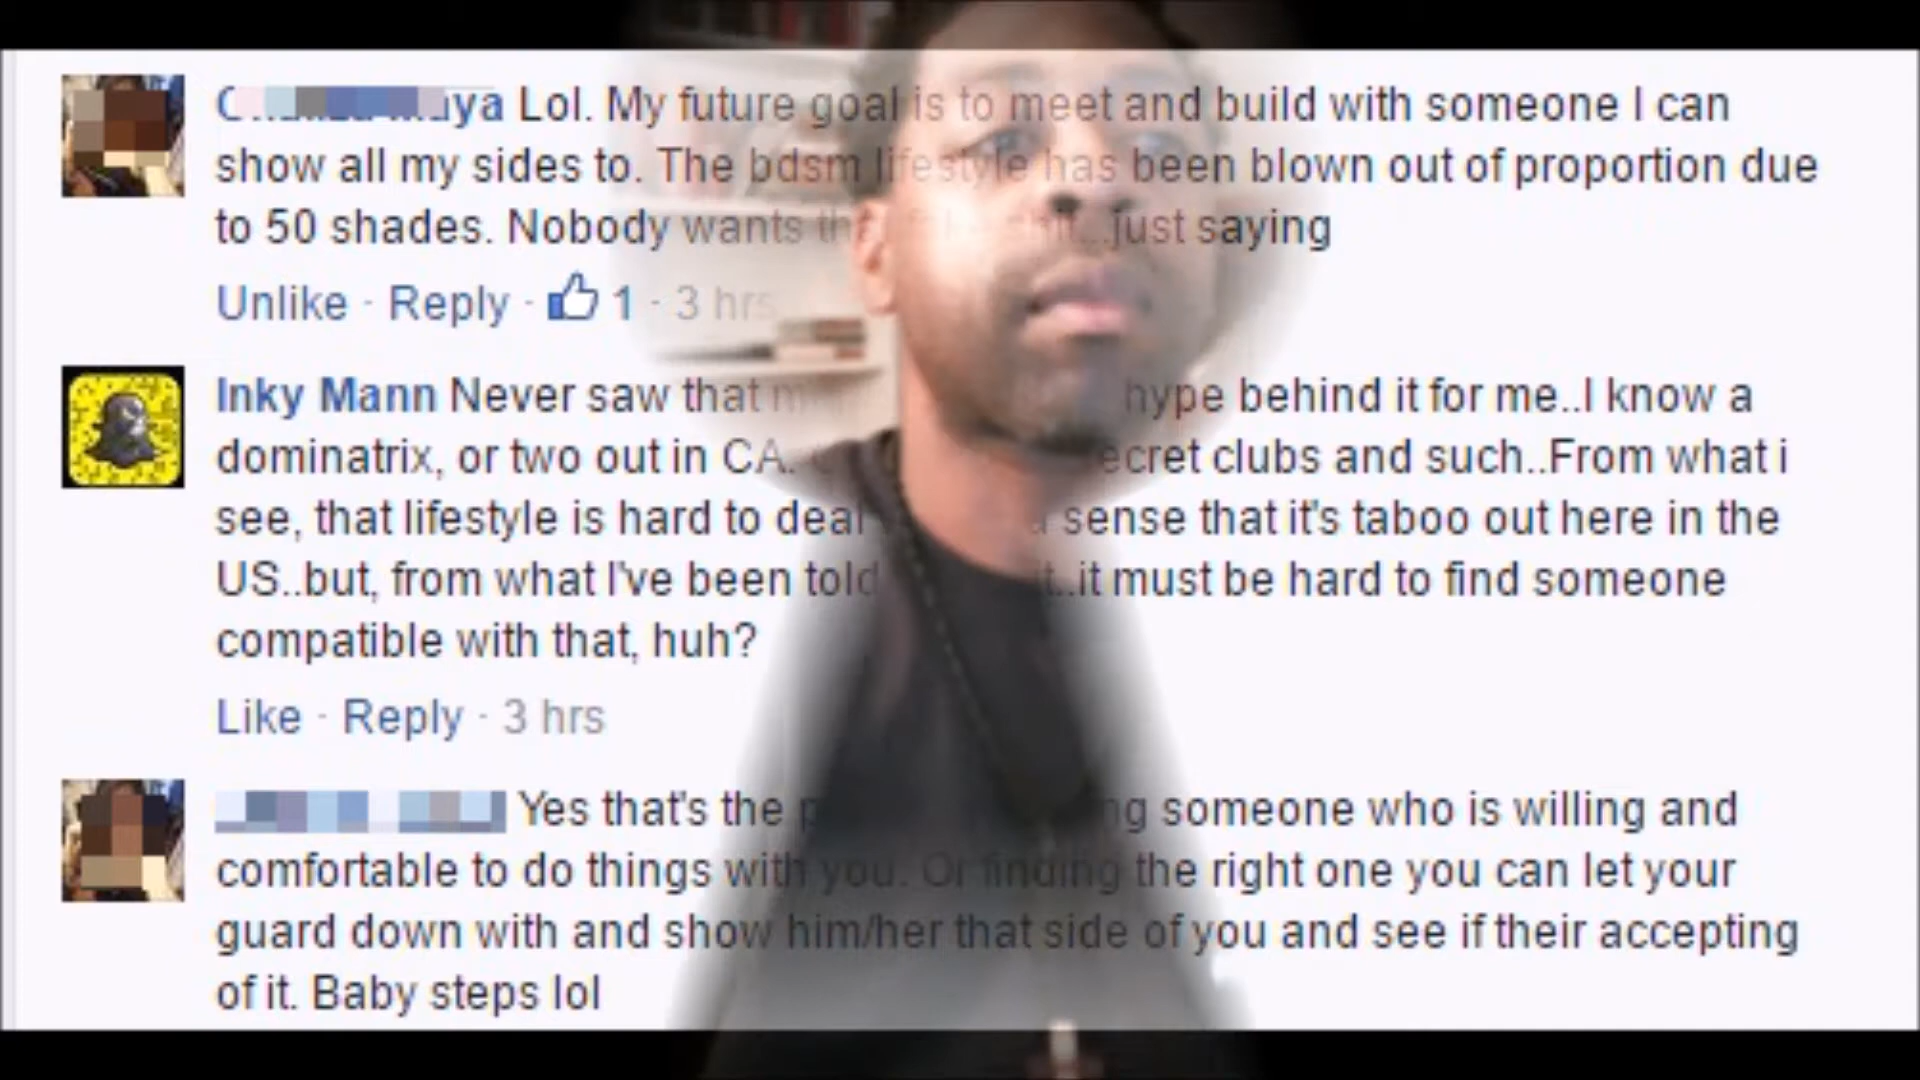 Lol. My future goal is to meet and build with someone I can
show all my sides to. The bdsm lifestyle has been blown out of proportion due
to 50 shades. Nobody wants just saying
Unlike · Reply · 1 · 3 hrs
Inky Mann Never saw that hype behind it for me..I know a
dominatrix, or two out in CA. clubs and such..From what i
see, that lifestyle is hard to deal sense that it's taboo out here in the
US..but, from what I've been told it must be hard to find someone
compatible with that, huh?
Like · Reply · 3 hrs
Yes that's the someone who is willing and
comfortable to do things with you. Or finding the right one you can let your
guard down with and show him/her that side of you and see if their accepting
of it. Baby steps lol